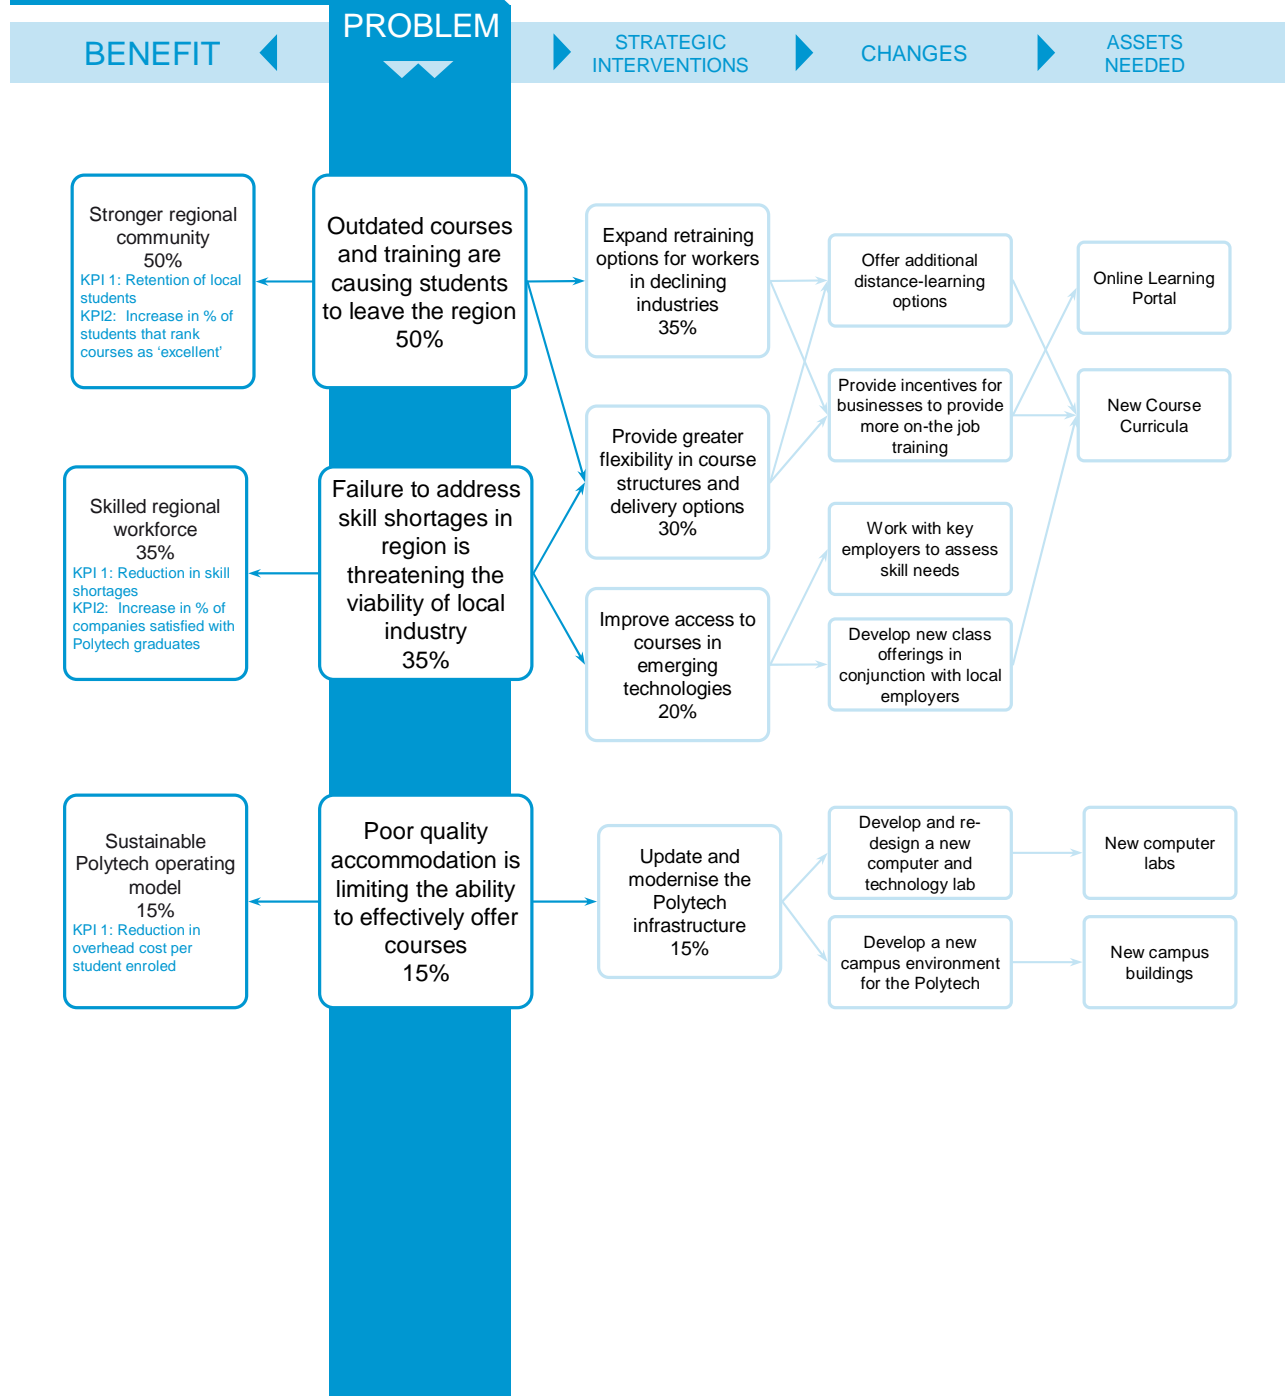 BENEFIT
PROBLEM
STRATEGIC
INTERVENTIONS
CHANGES
ASSETS
NEEDED
Stronger regional
community
50%
KPI 1: Retention of local
students
KPI2: Increase in % of
students that rank
courses as ‘excellent’
Outdated courses
and training are
causing students
to leave the region
50%
Expand retraining
options for workers
in declining
industries
35%
Offer additional
distance-learning
options
Online Learning
Portal
Provide incentives for
businesses to provide
more on-the job
training
New Course
Curricula
Provide greater
flexibility in course
structures and
delivery options
30%
Skilled regional
workforce
35%
KPI 1: Reduction in skill
shortages
KPI2: Increase in % of
companies satisfied with
Polytech graduates
Failure to address
skill shortages in
region is
threatening the
viability of local
industry
35%
Work with key
employers to assess
skill needs
Improve access to
courses in
emerging
technologies
20%
Develop new class
offerings in
conjunction with local
employers
Sustainable
Polytech operating
model
15%
KPI 1: Reduction in
overhead cost per
student enroled
Poor quality
accommodation is
limiting the ability
to effectively offer
courses
15%
Update and
modernise the
Polytech
infrastructure
15%
Develop and re-
design a new
computer and
technology lab
New computer
labs
Develop a new
campus environment
for the Polytech
New campus
buildings